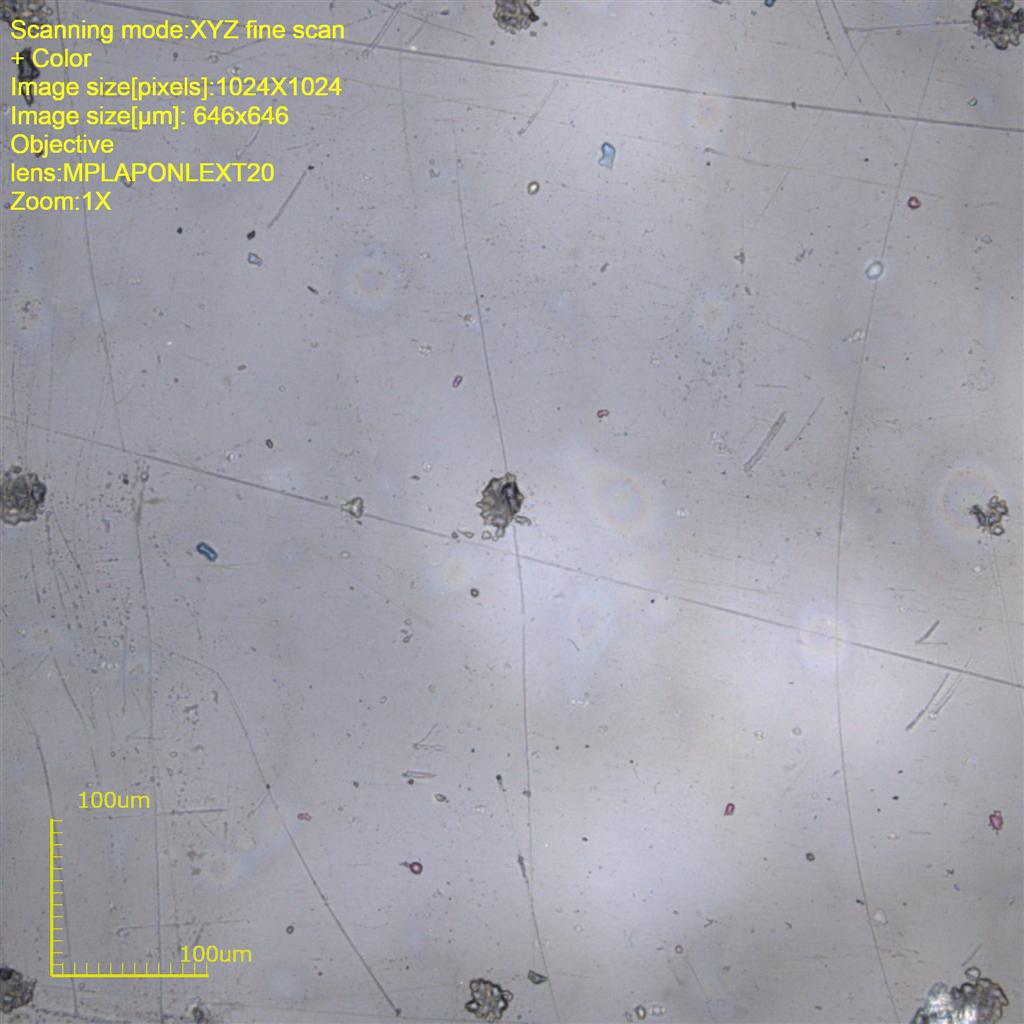 Scanning mode:XYZ fine scan
+ Color
Image size[pixels]:1024X1024
Image size[µm]: 646x646
Objective
lens:MPLAPONLEXT20
Zoom:1X
100um
100um